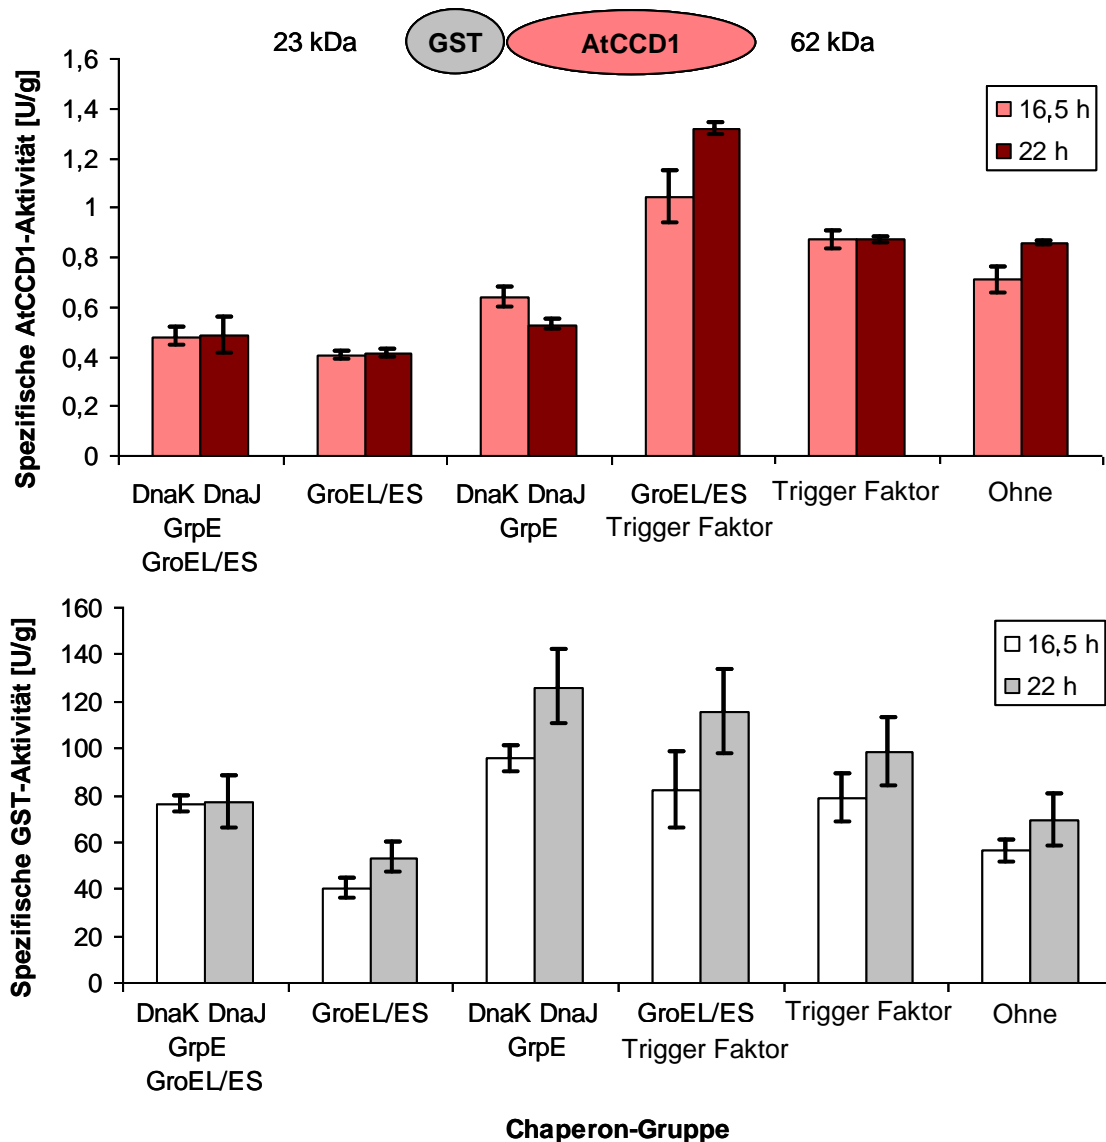 23 kDa GST AtCCD1 62 kDa
Spezifische AtCCD1-Aktivität [U/g]
1,6
1,4
1,2
1
0,8
0,6
0,4
0,2
0
16,5 h
22 h
DnaK DnaJ
GrpE
GroEL/ES
GroEL/ES
DnaK DnaJ
GrpE
GroEL/ES
Trigger Faktor
Trigger Faktor
Ohne
Spezifische GST-Aktivität [U/g]
160
140
120
100
80
60
40
20
0
16,5 h
22 h
DnaK DnaJ
GrpE
GroEL/ES
GroEL/ES
DnaK DnaJ
GrpE
GroEL/ES
Trigger Faktor
Trigger Faktor
Ohne
Chaperon-Gruppe